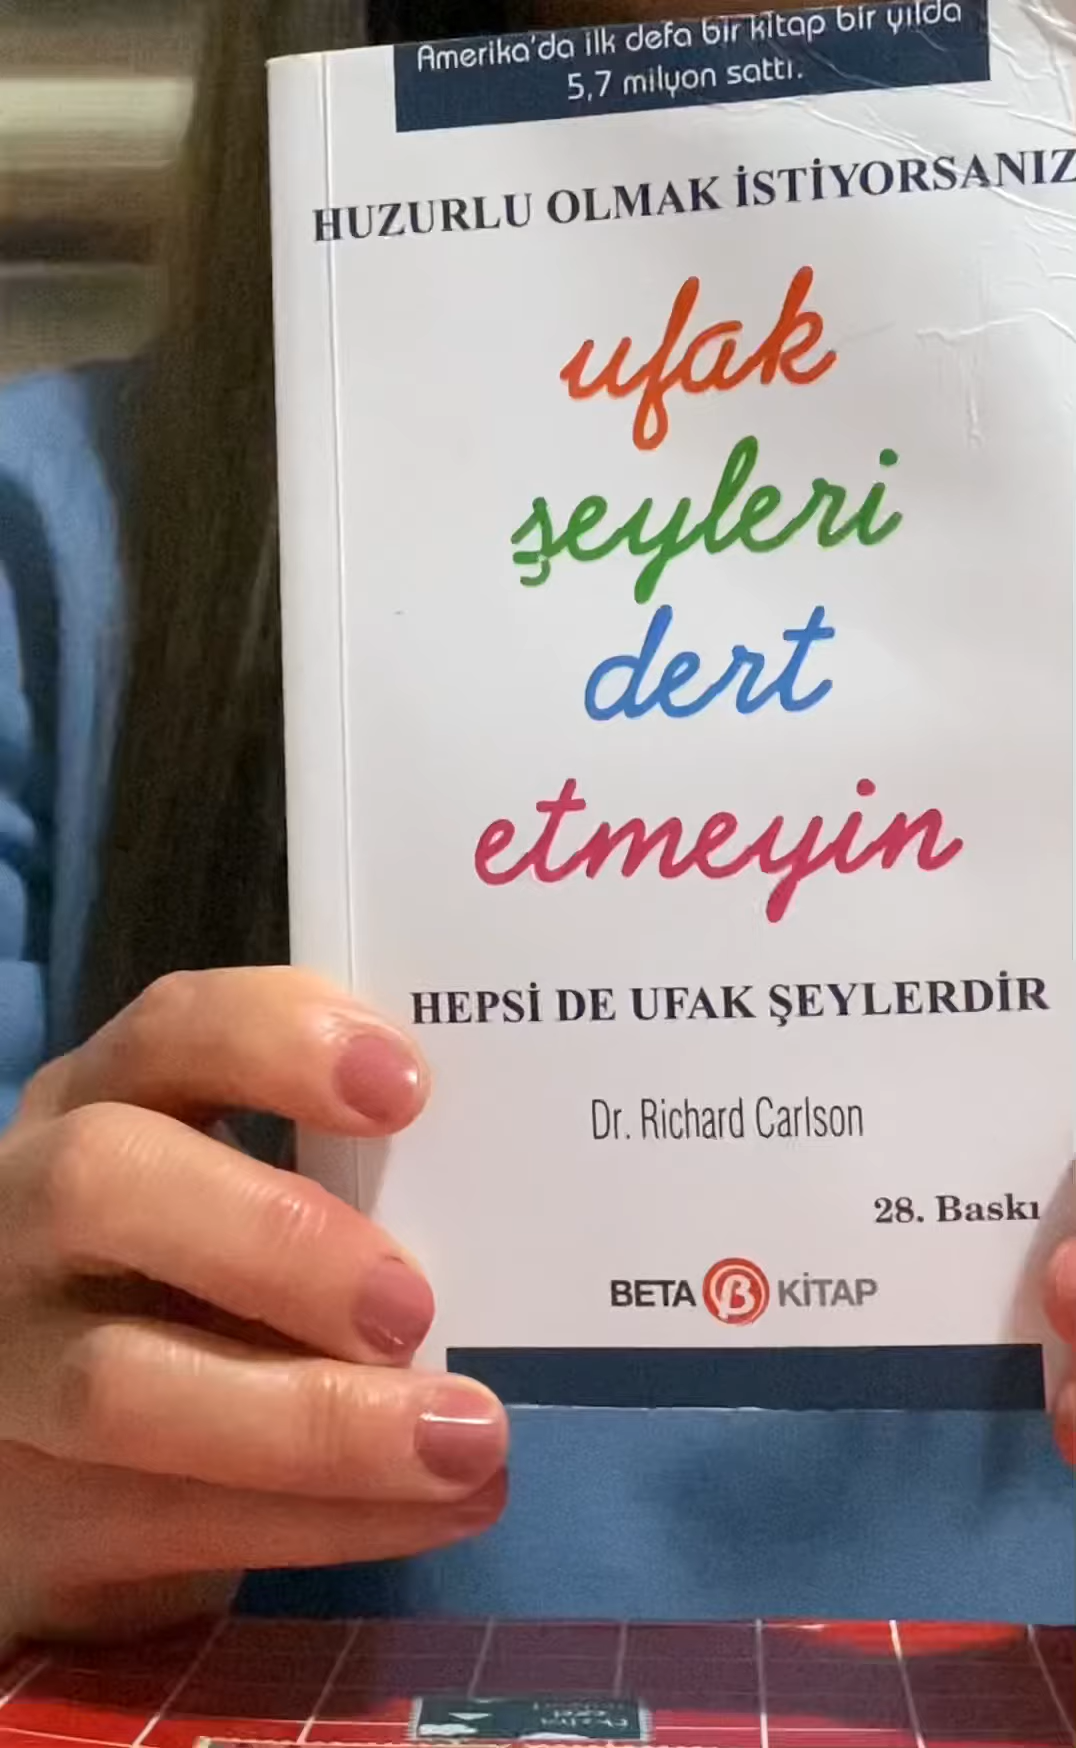 Amerika'da ilk defa bir kitap bir yılda
5,7 milyon sattı.
HUZURLU OLMAK İSTİYORSANIZ
ufak
şeyleri
dert
etmeyin
HEPSİ DE UFAK ŞEYLERDİR
Dr. Richard Carlson
28. Baskı
BETA B KİTAP